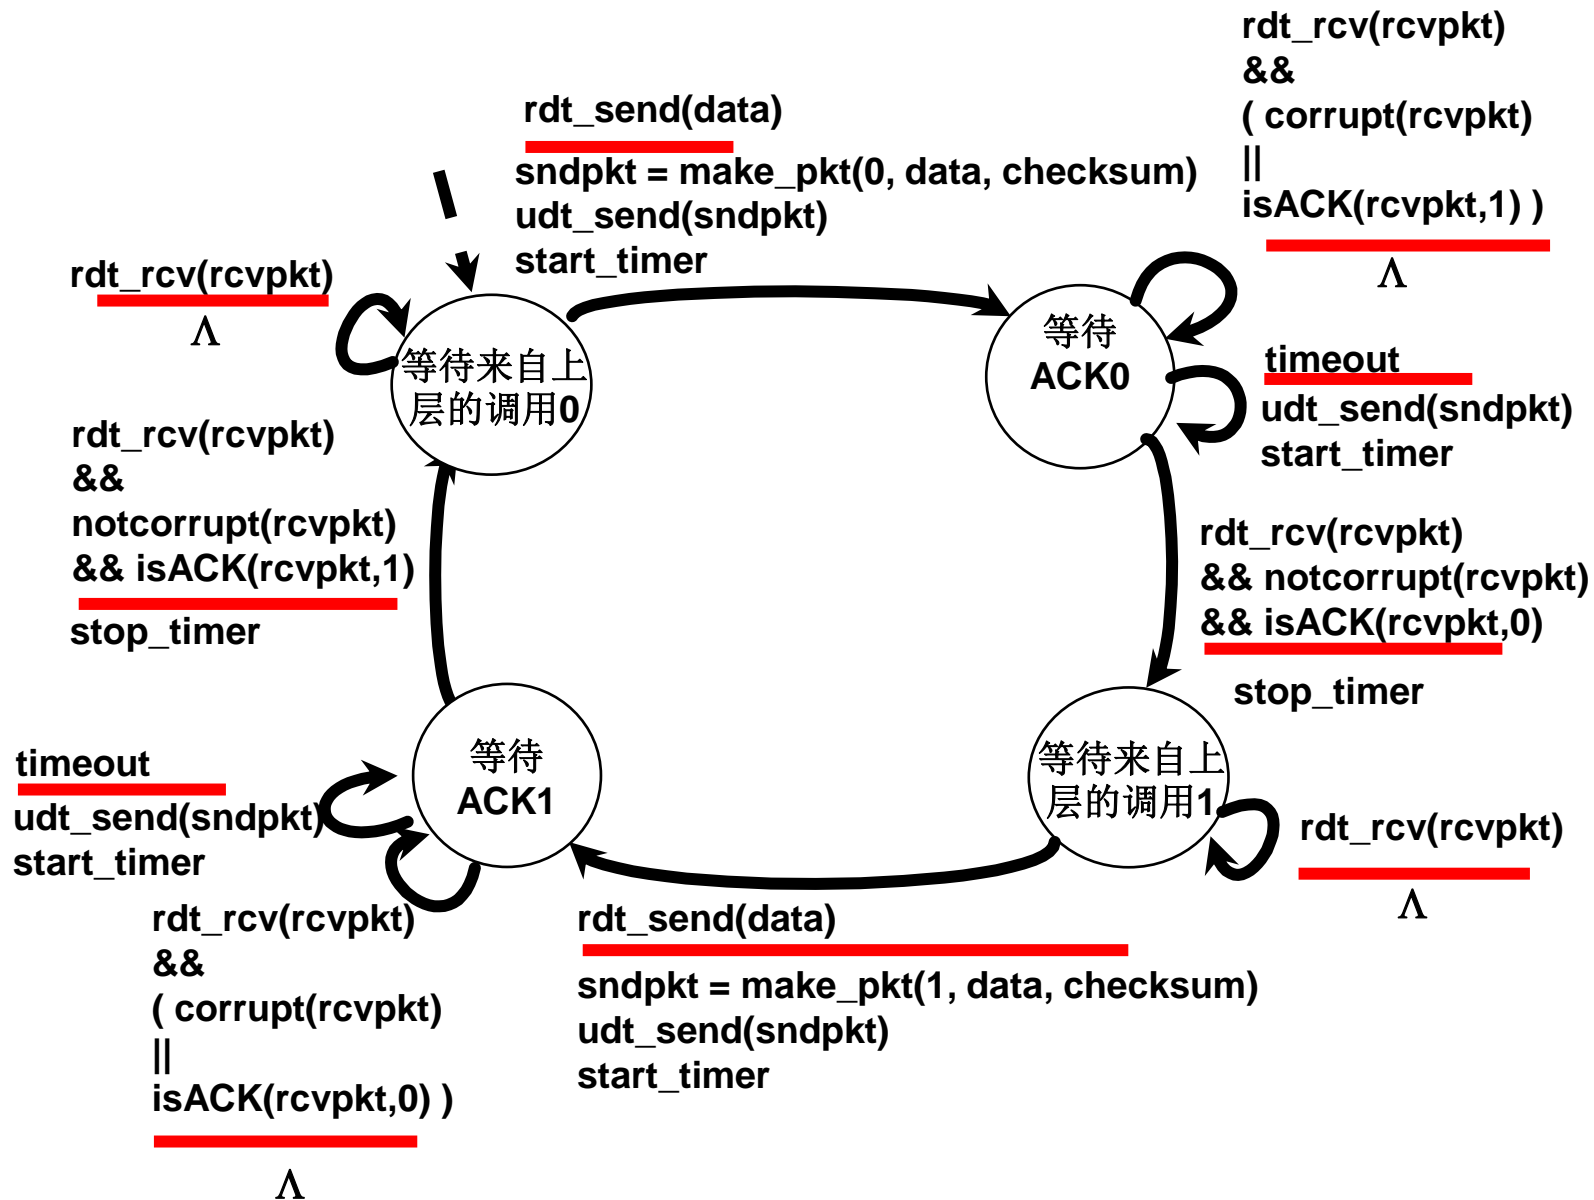 rdt_rcv(rcvpkt)
&&
( corrupt(rcvpkt)
||
isACK(rcvpkt,1) )
Λ
rdt_send(data)
sndpkt = make_pkt(0, data, checksum)
udt_send(sndpkt)
start_timer
rdt_rcv(rcvpkt)
Λ
等待来自上
层的调用0
等待
ACK0
timeout
udt_send(sndpkt)
start_timer
rdt_rcv(rcvpkt)
&&
notcorrupt(rcvpkt)
&& isACK(rcvpkt,1)
stop_timer
rdt_rcv(rcvpkt)
&& notcorrupt(rcvpkt)
&& isACK(rcvpkt,0)
stop_timer
timeout
udt_send(sndpkt)
start_timer
等待
ACK1
等待来自上
层的调用1
rdt_rcv(rcvpkt)
Λ
rdt_rcv(rcvpkt)
&&
( corrupt(rcvpkt)
||
isACK(rcvpkt,0) )
Λ
rdt_send(data)
sndpkt = make_pkt(1, data, checksum)
udt_send(sndpkt)
start_timer